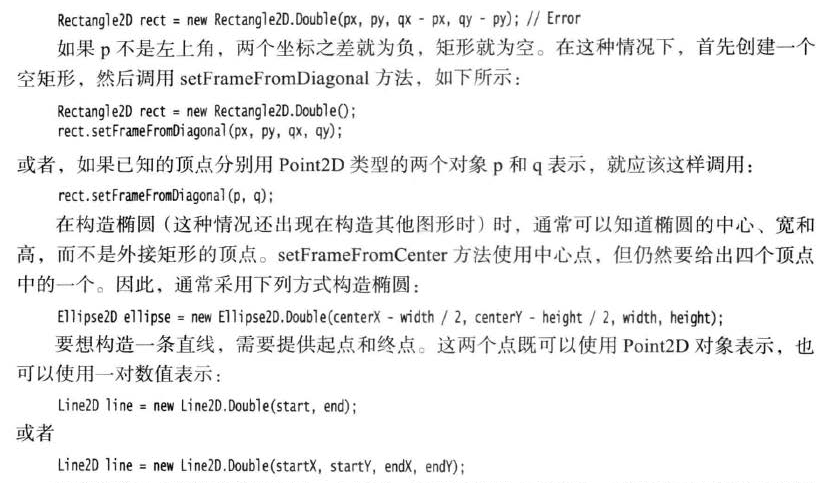 Rectangle2D rect = new Rectangle2D.Double(px, py, qx - px, qy - py); // Error
如果 p 不是左上角，两个坐标之差就为负，矩形就为空。在这种情况下，首先创建一个
空矩形，然后调用 setFrameFromDiagonal 方法，如下所示：
Rectangle2D rect = new Rectangle2D.Double();
rect.setFrameFromDiagonal(px, py, qx, qy);
或者，如果已知的顶点分别用 Point2D 类型的两个对象 p 和 q 表示，就应该这样调用：
rect.setFrameFromDiagonal(p, q);
在构造椭圆（这种情况还出现在构造其他图形时）时，通常可以知道椭圆的中心、宽和
高，而不是外接矩形的顶点。setFrameFromCenter 方法使用中心点，但仍然要给出四个顶点
中的一个。因此，通常采用下列方式构造椭圆：
Ellipse2D ellipse = new Ellipse2D.Double(centerX - width / 2, centerY - height / 2, width, height);
要想构造一条直线，需要提供起点和终点。这两个点既可以使用 Point2D 对象表示，也
可以使用一对数值表示：
Line2D line = new Line2D.Double(start, end);
或者
Line2D line = new Line2D.Double(startX, startY, endX, endY);